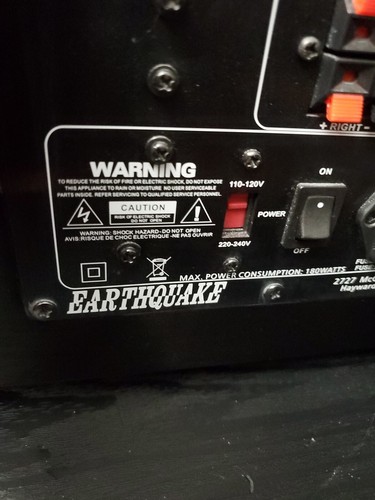 + RIGHT -
WARNING
TO REDUCE THE RISK OF FIRE OR ELECTRIC SHOCK, DO NOT EXPOSE
THIS APPLIANCE TO RAIN OR MOISTURE NO USER SERVICEABLE
PARTS INSIDE. REFER SERVICING TO QUALIFIED SERVICE PERSONNEL.
CAUTION
RISK OF ELECTRIC SHOCK
DO NOT OPEN
WARNING: SHOCK HAZARD-DO NOT OPEN
AVIS:RISQUE DE CHOC ELECTRIQUE -NE PAS OUVRIR
110-120V
220-240V
POWER
ON
OFF
MAX. POWER CONSUMPTION: 180WATTS
EARTHQUAKE
2727
Hayward